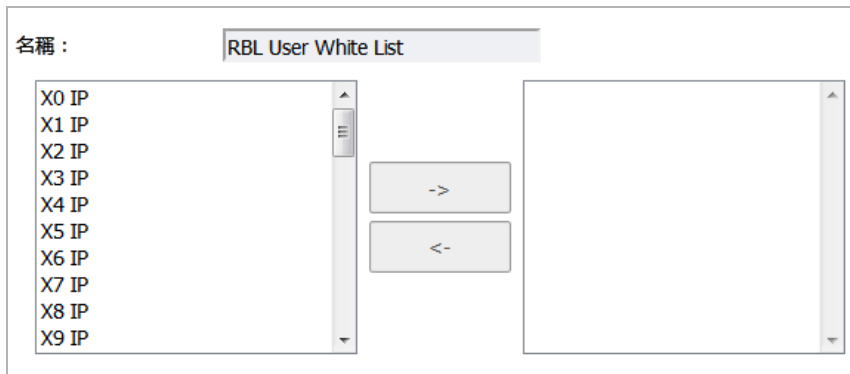 名稱：
RBL User White List
X0 IP
X1 IP
X2 IP
X3 IP
X4 IP
X5 IP
X6 IP
X7 IP
X8 IP
X9 IP
->
<-